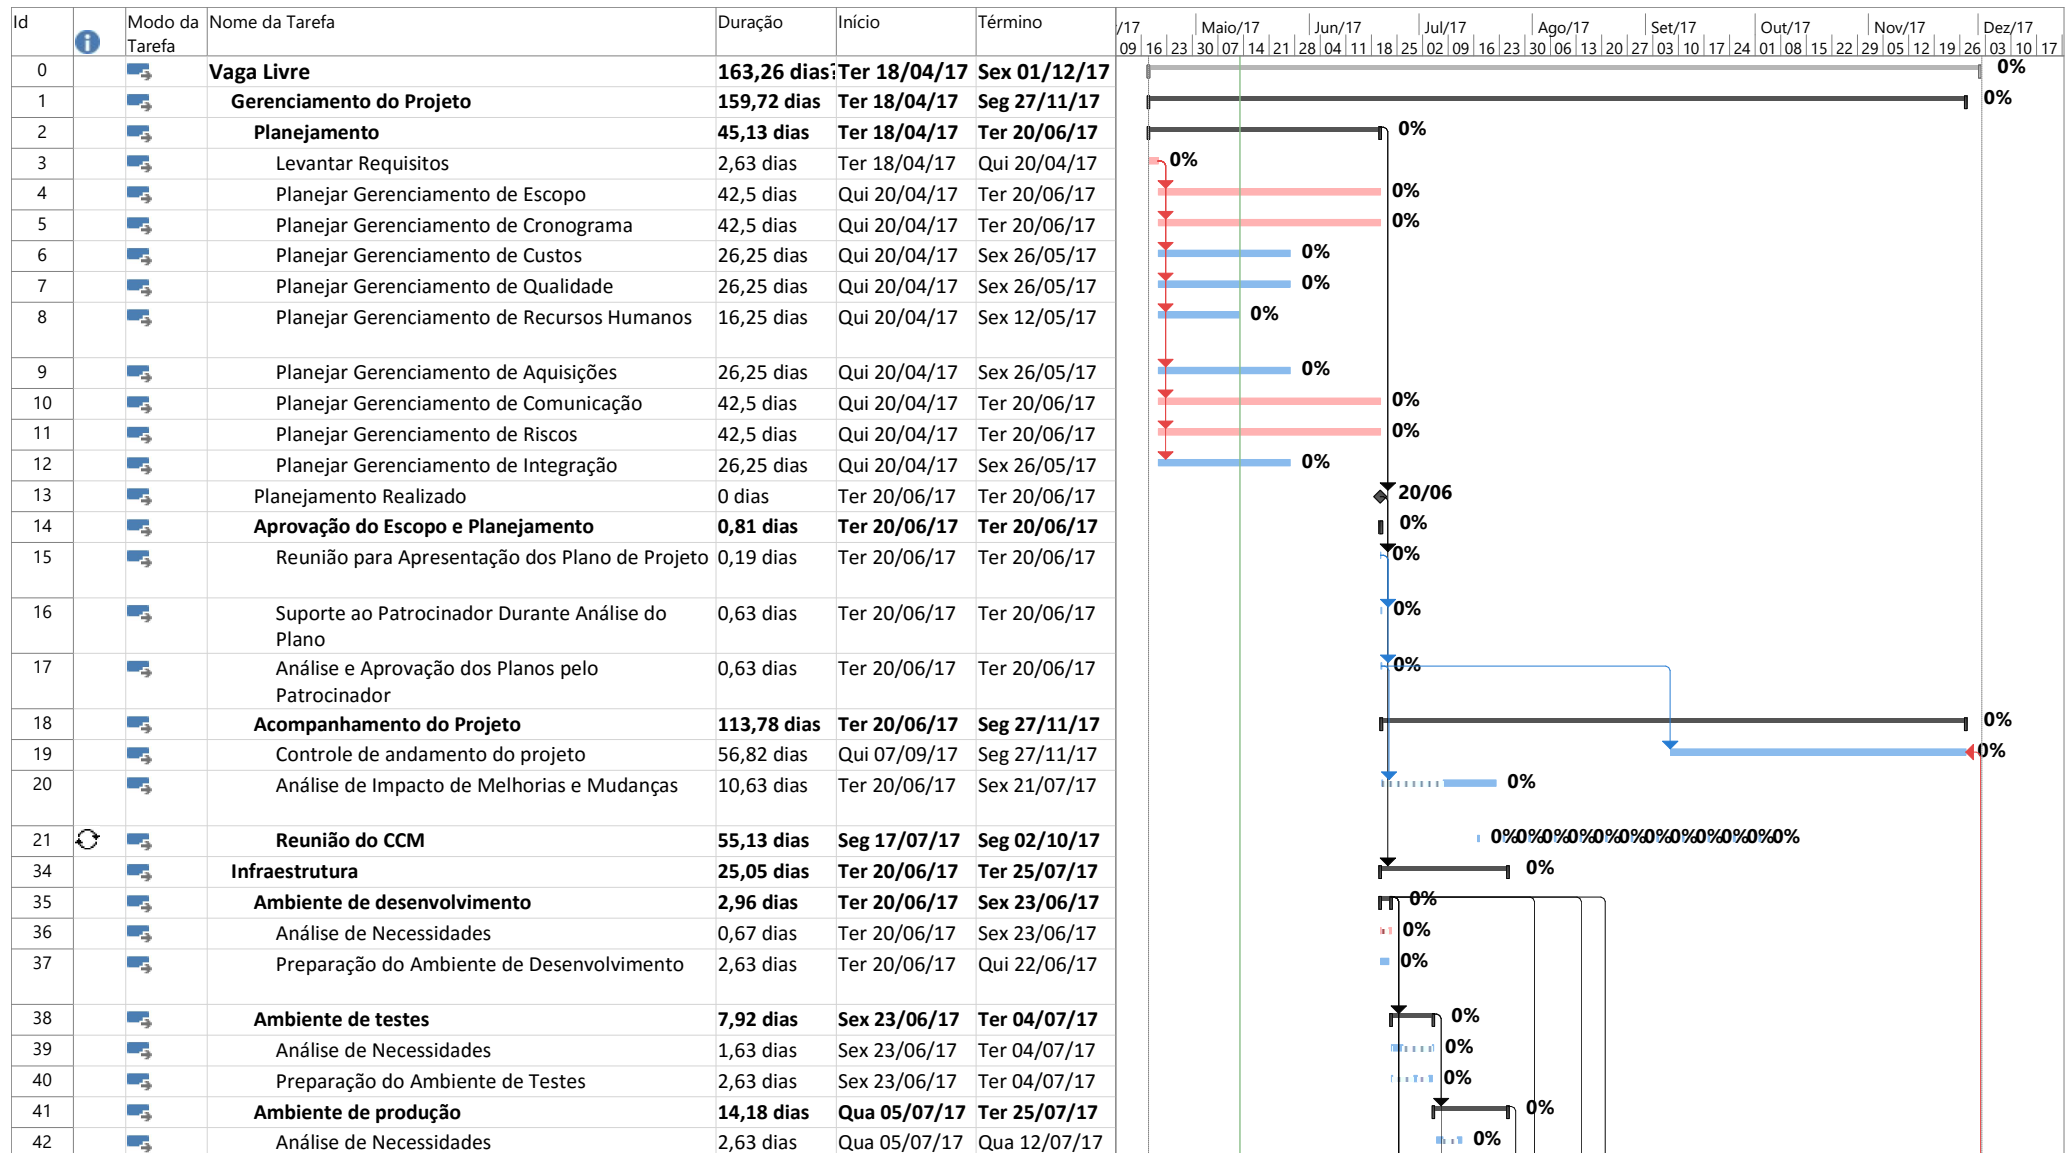 Id Modo da Tarefa Nome da Tarefa Duração Início Término
/17 Maio/17 Jun/17 Jul/17 Ago/17 Set/17 Out/17 Nov/17 Dez/17
09 16 23 30 07 14 21 28 04 11 18 25 02 09 16 23 30 06 13 20 27 03 10 17 24 01 08 15 22 29 05 12 19 26 03 10 17
0 Vaga Livre 163,26 dias? Ter 18/04/17 Sex 01/12/17 0%
1 Gerenciamento do Projeto 159,72 dias Ter 18/04/17 Seg 27/11/17 0%
2 Planejamento 45,13 dias Ter 18/04/17 Ter 20/06/17 0%
3 Levantar Requisitos 2,63 dias Ter 18/04/17 Qui 20/04/17 0%
4 Planejar Gerenciamento de Escopo 42,5 dias Qui 20/04/17 Ter 20/06/17 0%
5 Planejar Gerenciamento de Cronograma 42,5 dias Qui 20/04/17 Ter 20/06/17 0%
6 Planejar Gerenciamento de Custos 26,25 dias Qui 20/04/17 Sex 26/05/17 0%
7 Planejar Gerenciamento de Qualidade 26,25 dias Qui 20/04/17 Sex 26/05/17 0%
8 Planejar Gerenciamento de Recursos Humanos 16,25 dias Qui 20/04/17 Sex 12/05/17 0%
9 Planejar Gerenciamento de Aquisições 26,25 dias Qui 20/04/17 Sex 26/05/17 0%
10 Planejar Gerenciamento de Comunicação 42,5 dias Qui 20/04/17 Ter 20/06/17 0%
11 Planejar Gerenciamento de Riscos 42,5 dias Qui 20/04/17 Ter 20/06/17 0%
12 Planejar Gerenciamento de Integração 26,25 dias Qui 20/04/17 Sex 26/05/17 0%
13 Planejamento Realizado 0 dias Ter 20/06/17 Ter 20/06/17 20/06
14 Aprovação do Escopo e Planejamento 0,81 dias Ter 20/06/17 Ter 20/06/17 0%
15 Reunião para Apresentação dos Plano de Projeto 0,19 dias Ter 20/06/17 Ter 20/06/17 0%
16 Suporte ao Patrocinador Durante Análise do 0,63 dias Ter 20/06/17 Ter 20/06/17 0%
Plano
17 Análise e Aprovação dos Planos pelo 0,63 dias Ter 20/06/17 Ter 20/06/17 0%
Patrocinador
18 Acompanhamento do Projeto 113,78 dias Ter 20/06/17 Seg 27/11/17 0%
19 Controle de andamento do projeto 56,82 dias Qui 07/09/17 Seg 27/11/17 0%
20 Análise de Impacto de Melhorias e Mudanças 10,63 dias Ter 20/06/17 Sex 21/07/17 0%
21 Reunião do CCM 55,13 dias Seg 17/07/17 Seg 02/10/17 0%0%0%0%0%0%0%0%0%0%0%0%
34 Infraestrutura 25,05 dias Ter 20/06/17 Ter 25/07/17 0%
35 Ambiente de desenvolvimento 2,96 dias Ter 20/06/17 Sex 23/06/17 0%
36 Análise de Necessidades 0,67 dias Ter 20/06/17 Sex 23/06/17 0%
37 Preparação do Ambiente de Desenvolvimento 2,63 dias Ter 20/06/17 Qui 22/06/17 0%
38 Ambiente de testes 7,92 dias Sex 23/06/17 Ter 04/07/17 0%
39 Análise de Necessidades 1,63 dias Sex 23/06/17 Ter 04/07/17 0%
40 Preparação do Ambiente de Testes 2,63 dias Sex 23/06/17 Ter 04/07/17 0%
41 Ambiente de produção 14,18 dias Qua 05/07/17 Ter 25/07/17 0%
42 Análise de Necessidades 2,63 dias Qua 05/07/17 Qua 12/07/17 0%